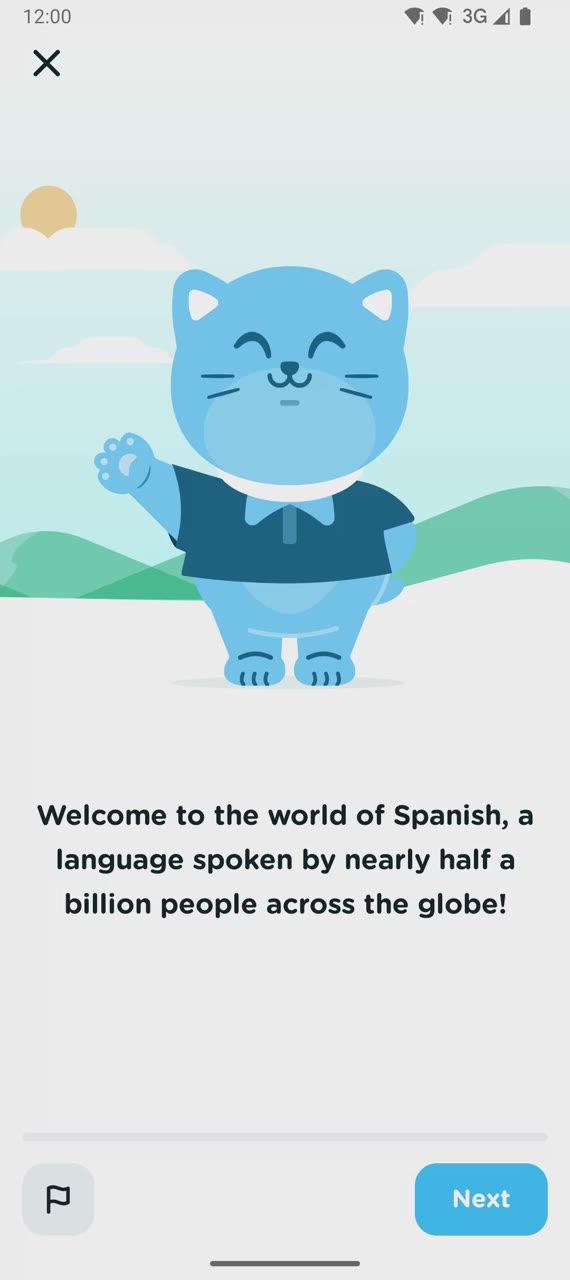 12:00
3G
Welcome to the world of Spanish, a
language spoken by nearly half a
billion people across the globe!
Next